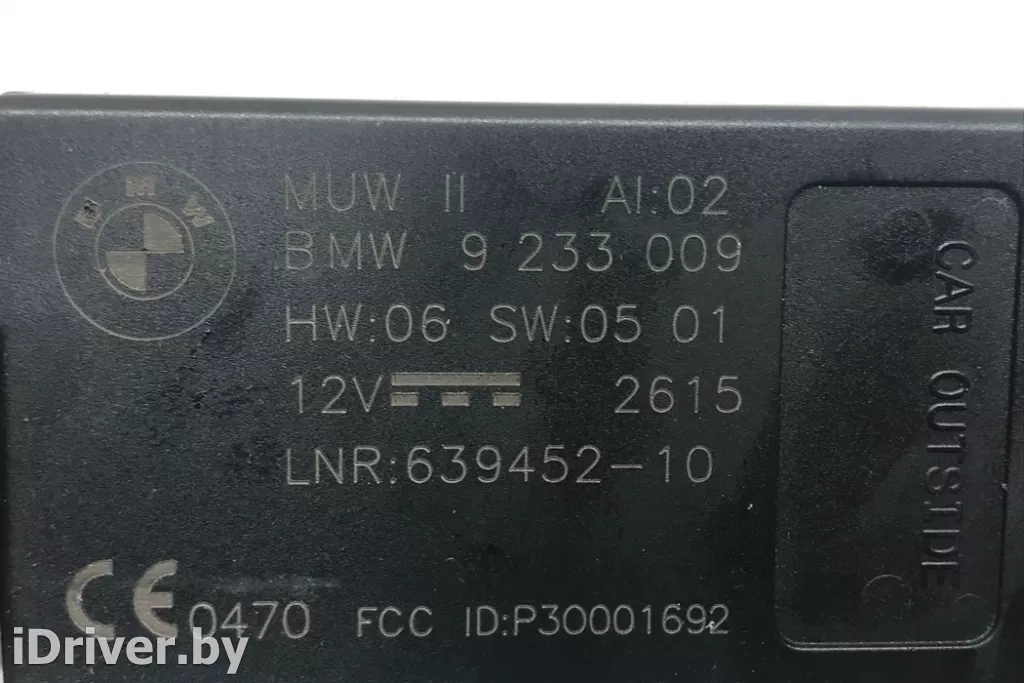 BMW
MUW II AI:02
BMW 9 233 009
HW:06 SW:05 01
12V 2615
LNR:639452-10
CE 0470 FCC ID:P30001692
CAR OUTSIDE
iDriver.by